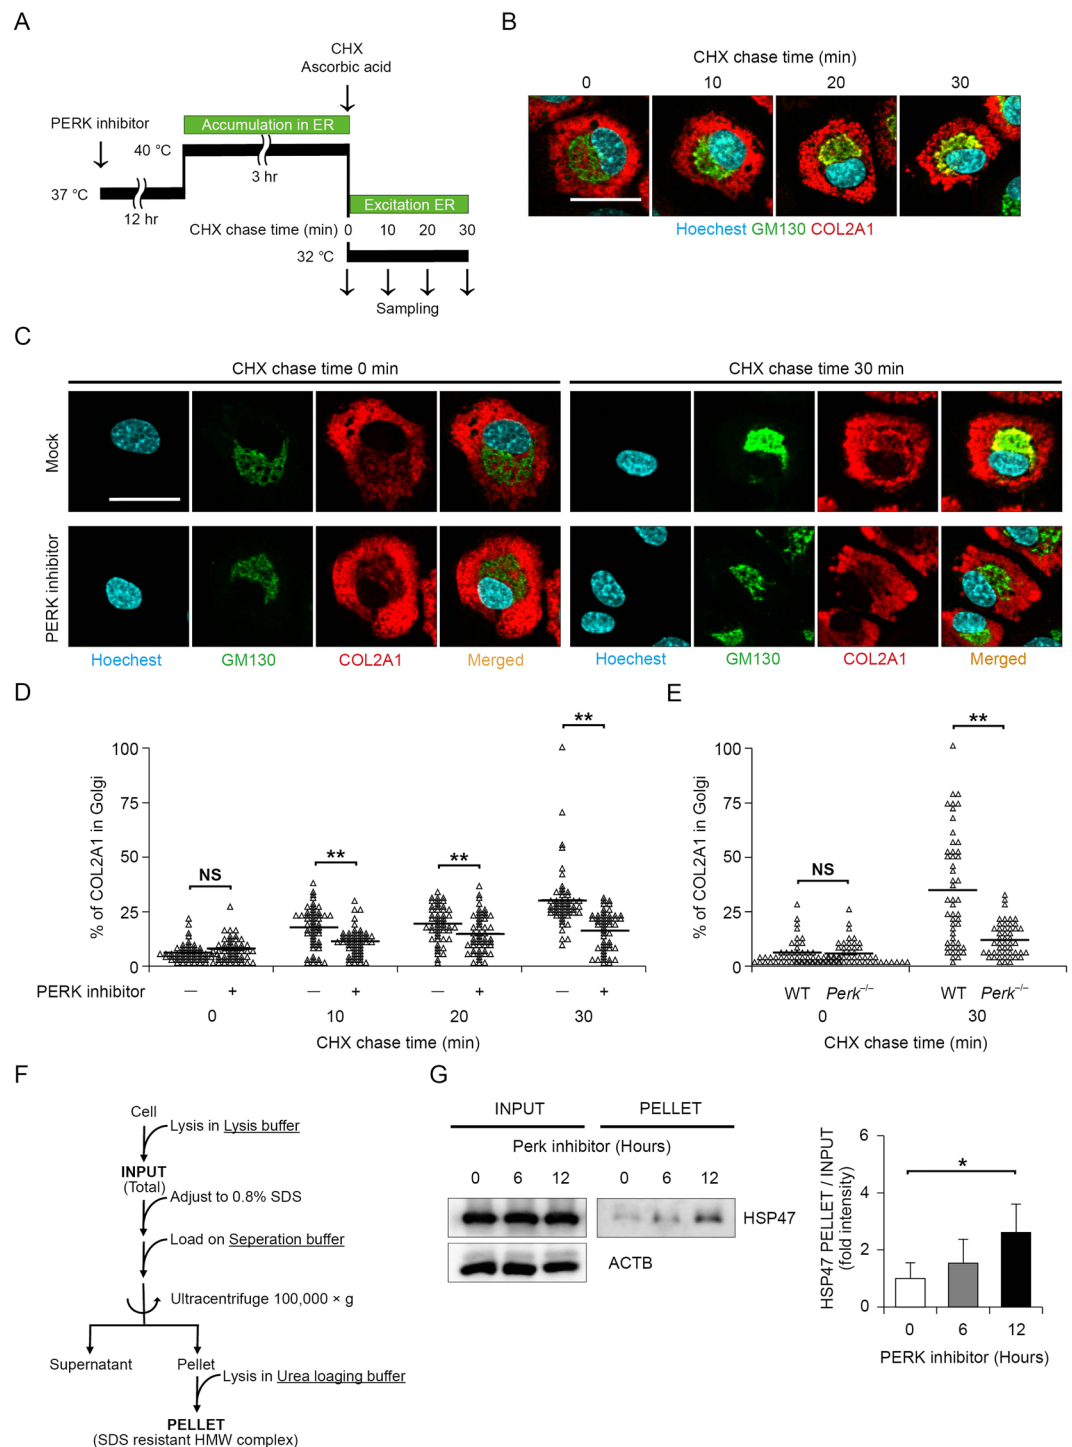 A
CHX
Ascorbic acid
PERK inhibitor
Accumulation in ER
40 °C
3 hr
37 °C
12 hr
Excitation ER
CHX chase time (min) 0 10 20 30
32 °C
Sampling
B
CHX chase time (min)
0 10 20 30
Hoechest GM130 COL2A1
C
CHX chase time 0 min CHX chase time 30 min
Mock
PERK inhibitor
Hoechest GM130 COL2A1 Merged Hoechest GM130 COL2A1 Merged
D
% of COL2A1 in Golgi
100
75
50
25
0
NS ** ** **
PERK inhibitor — + — + — + — +
0 10 20 30
CHX chase time (min)
E
% of COL2A1 in Golgi
100
75
50
25
0
NS **
WT Perk−/− WT Perk−/−
0 30
CHX chase time (min)
F
Cell
Lysis in Lysis buffer
INPUT
(Total)
Adjust to 0.8% SDS
Load on Seperation buffer
Ultracentrifuge 100,000 × g
Supernatant Pellet
Lysis in Urea loaging buffer
PELLET
(SDS resistant HMW complex)
G
INPUT PELLET
Perk inhibitor (Hours)
0 6 12 0 6 12
HSP47
ACTB
HSP47 PELLET / INPUT
(fold intensity)
6
4
2
0
*
0 6 12
PERK inhibitor (Hours)